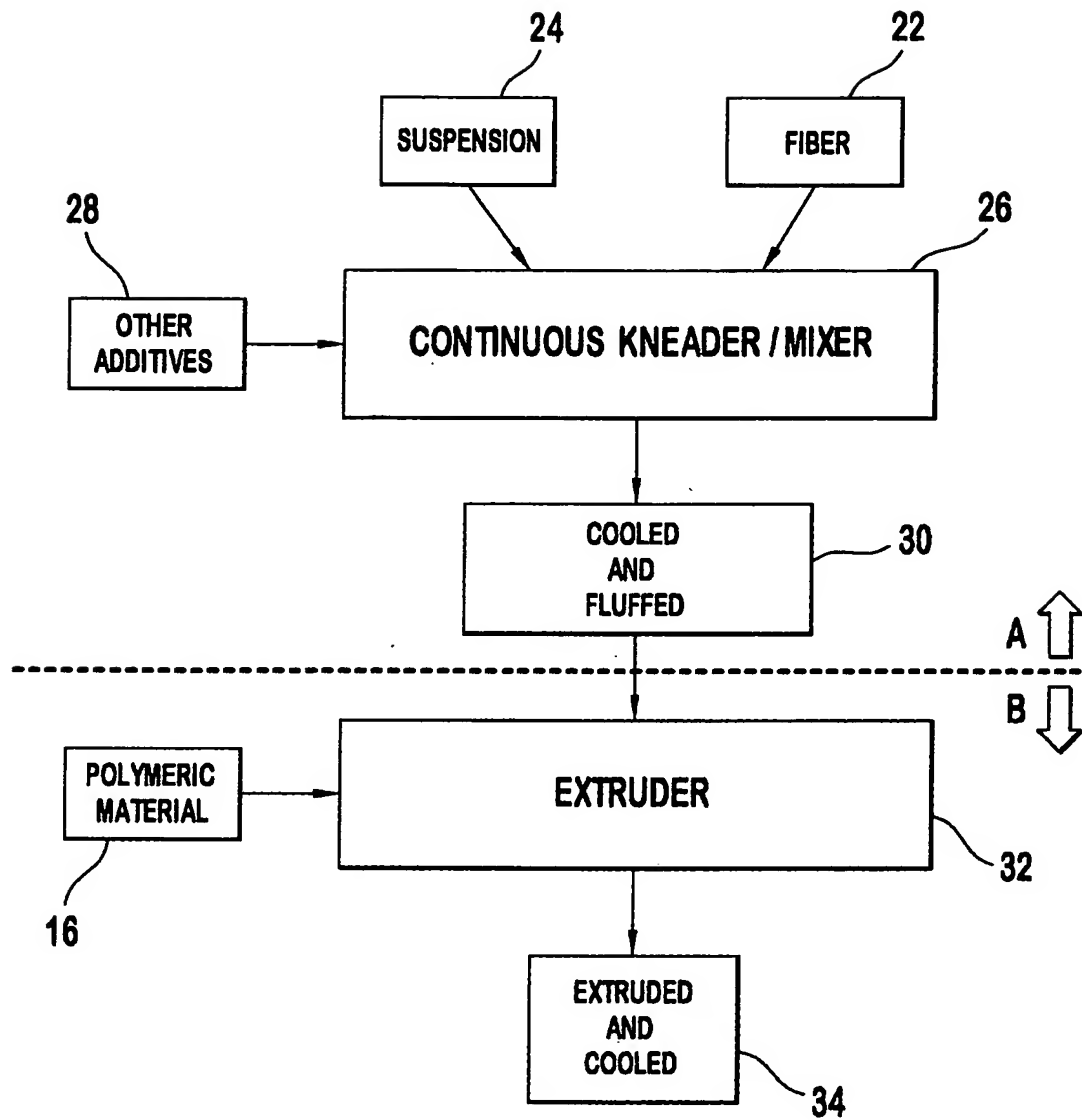 24
22
SUSPENSION
FIBER
28
26
OTHER
ADDITIVES
CONTINUOUS KNEADER / MIXER
COOLED
AND
FLUFFED
30
A
B
POLYMERIC
MATERIAL
EXTRUDER
32
16
EXTRUDED
AND
COOLED
34